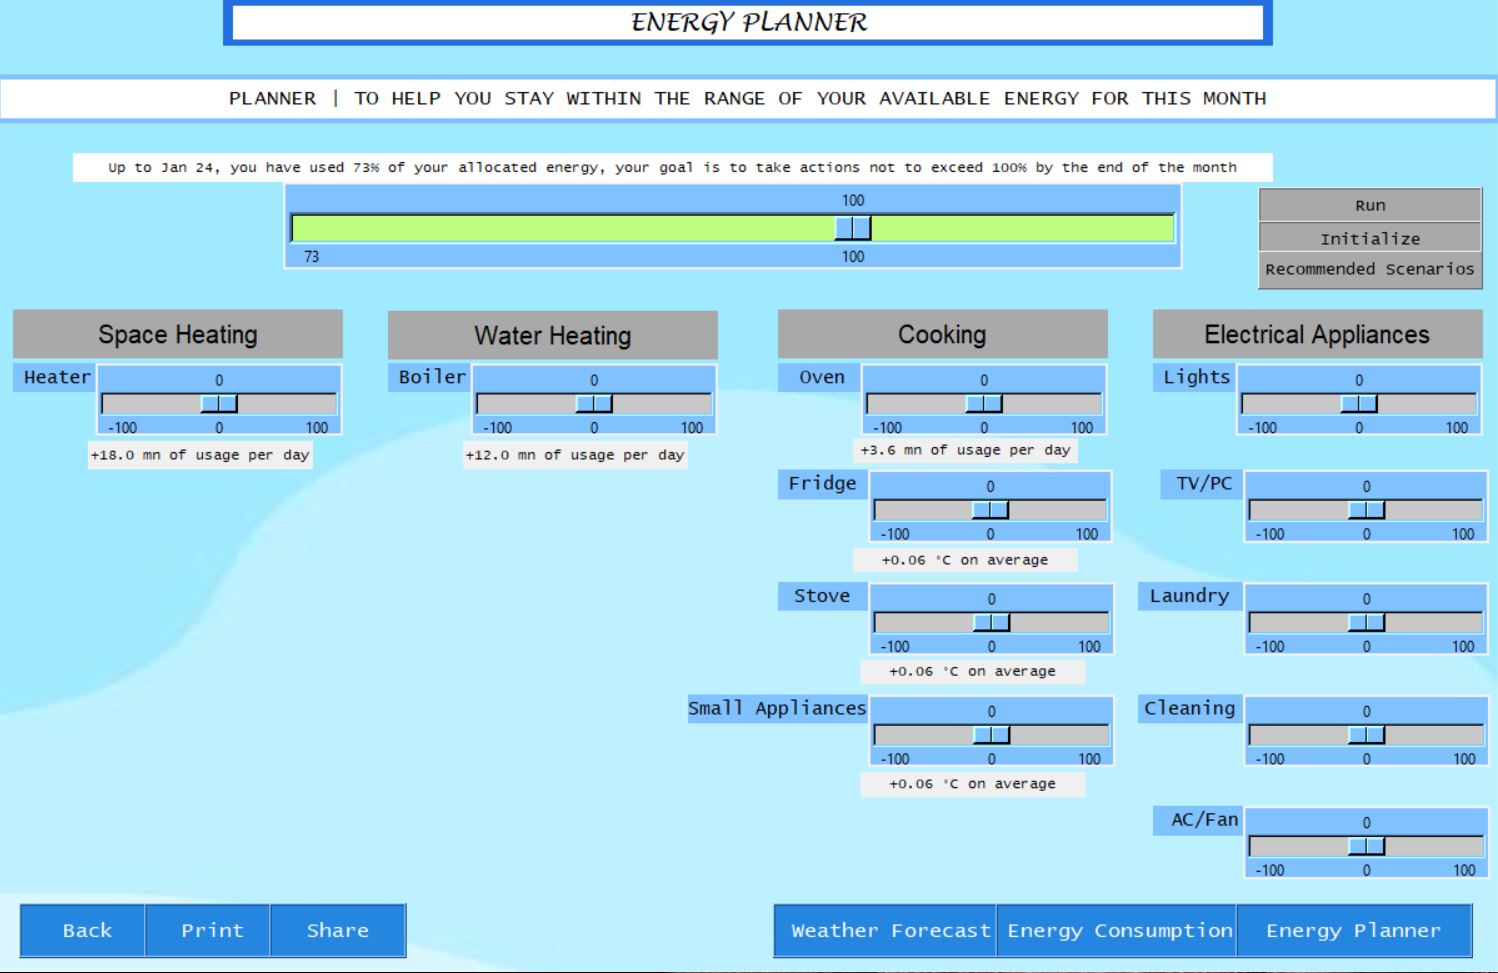 ENERGY PLANNER
PLANNER | TO HELP YOU STAY WITHIN THE RANGE OF YOUR AVAILABLE ENERGY FOR THIS MONTH
Up to Jan 24, you have used 73% of your allocated energy, your goal is to take actions not to exceed 100% by the end of the month
100
73 100
Run
Initialize
Recommended Scenarios
Space Heating
Heater
0
-100 0 100
+18.0 mn of usage per day
Water Heating
Boiler
0
-100 0 100
+12.0 mn of usage per day
Cooking
Oven
0
-100 0 100
+3.6 mn of usage per day
Fridge
0
-100 0 100
+0.06 °C on average
Stove
0
-100 0 100
+0.06 °C on average
Small Appliances
0
-100 0 100
+0.06 °C on average
Electrical Appliances
Lights
0
-100 0 100
TV/PC
0
-100 0 100
Laundry
0
-100 0 100
Cleaning
0
-100 0 100
AC/Fan
0
-100 0 100
Back Print Share
Weather Forecast Energy Consumption Energy Planner